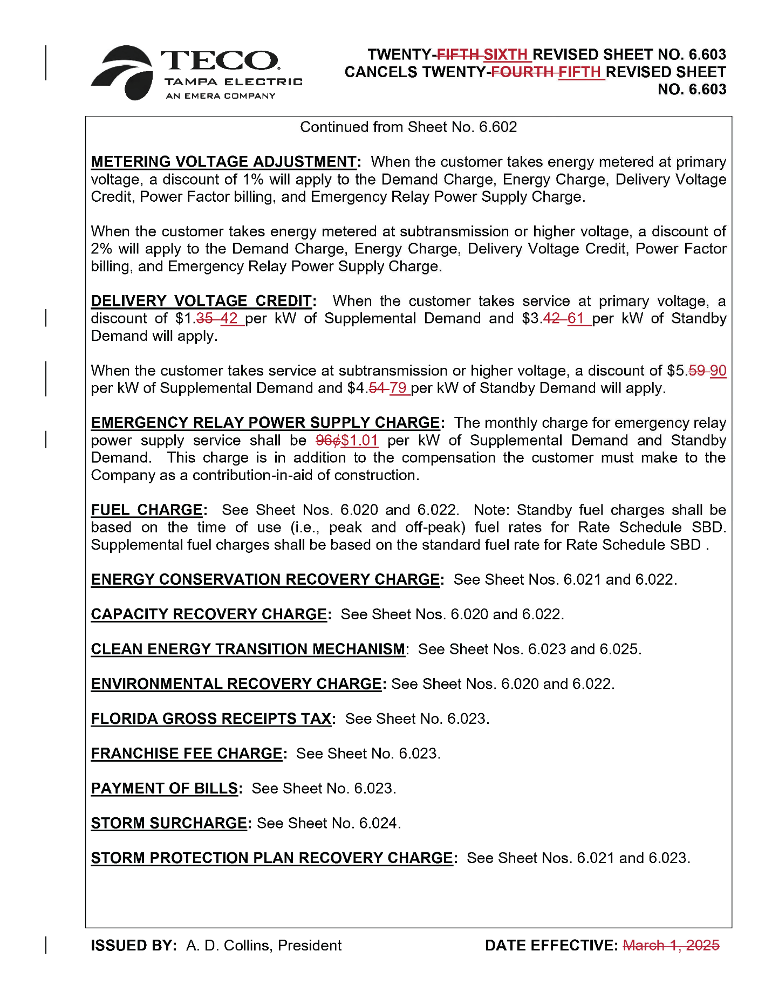 TECO.
TAMPA ELECTRIC
AN EMERA COMPANY
TWENTY-FIFTH SIXTH REVISED SHEET NO. 6.603
CANCELS TWENTY-FOURTH FIFTH REVISED SHEET
NO. 6.603
Continued from Sheet No. 6.602
METERING VOLTAGE ADJUSTMENT: When the customer takes energy metered at primary
voltage, a discount of 1% will apply to the Demand Charge, Energy Charge, Delivery Voltage
Credit, Power Factor billing, and Emergency Relay Power Supply Charge.
When the customer takes energy metered at subtransmission or higher voltage, a discount of
2% will apply to the Demand Charge, Energy Charge, Delivery Voltage Credit, Power Factor
billing, and Emergency Relay Power Supply Charge.
DELIVERY VOLTAGE CREDIT: When the customer takes service at primary voltage, a
discount of $1.35 42 per kW of Supplemental Demand and $3.42 61 per kW of Standby
Demand will apply.
When the customer takes service at subtransmission or higher voltage, a discount of $5.59 90
per kW of Supplemental Demand and $4.54 79 per kW of Standby Demand will apply.
EMERGENCY RELAY POWER SUPPLY CHARGE: The monthly charge for emergency relay
power supply service shall be 96¢$1.01 per kW of Supplemental Demand and Standby
Demand. This charge is in addition to the compensation the customer must make to the
Company as a contribution-in-aid of construction.
FUEL CHARGE: See Sheet Nos. 6.020 and 6.022. Note: Standby fuel charges shall be
based on the time of use (i.e., peak and off-peak) fuel rates for Rate Schedule SBD.
Supplemental fuel charges shall be based on the standard fuel rate for Rate Schedule SBD .
ENERGY CONSERVATION RECOVERY CHARGE: See Sheet Nos. 6.021 and 6.022.
CAPACITY RECOVERY CHARGE: See Sheet Nos. 6.020 and 6.022.
CLEAN ENERGY TRANSITION MECHANISM: See Sheet Nos. 6.023 and 6.025.
ENVIRONMENTAL RECOVERY CHARGE: See Sheet Nos. 6.020 and 6.022.
FLORIDA GROSS RECEIPTS TAX: See Sheet No. 6.023.
FRANCHISE FEE CHARGE: See Sheet No. 6.023.
PAYMENT OF BILLS: See Sheet No. 6.023.
STORM SURCHARGE: See Sheet No. 6.024.
STORM PROTECTION PLAN RECOVERY CHARGE: See Sheet Nos. 6.021 and 6.023.
ISSUED BY: A. D. Collins, President
DATE EFFECTIVE: March 1, 2025